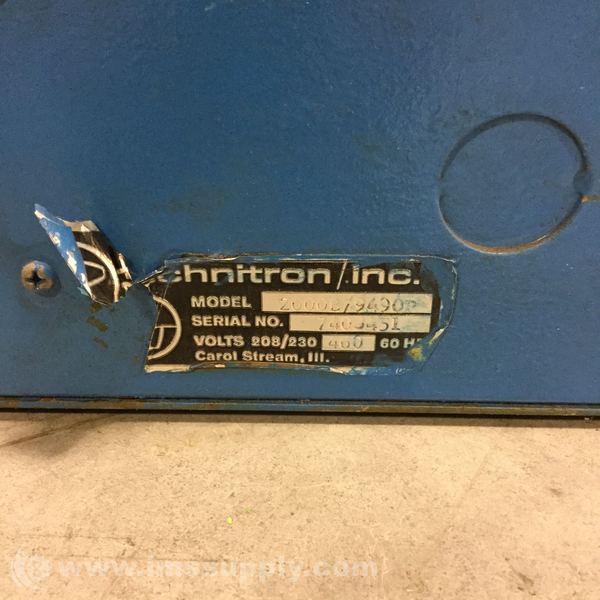 chnitron/inc.
MODEL
SERIAL NO.
VOLTS 208/230 460 60 H
Carol Stream, Ill.
www.imssupply.com